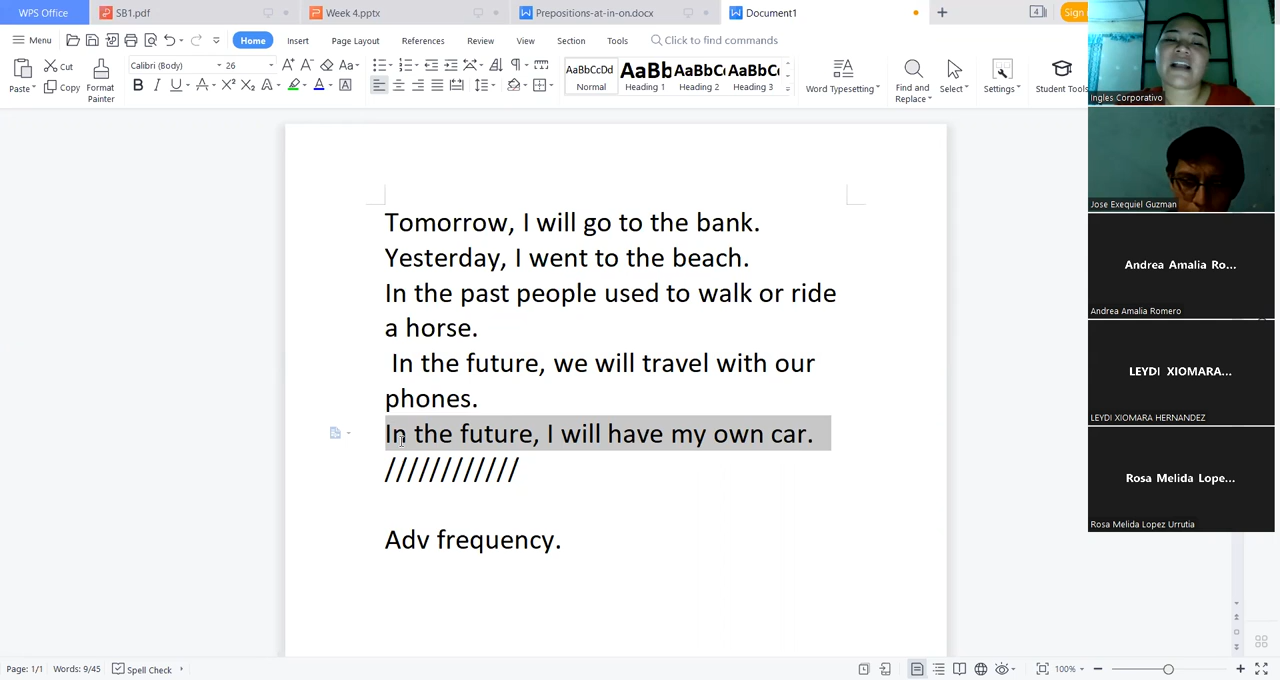 WPS Office SB1.pdf Week 4.pptx Prepositions-at-in-on.docx Document1 4 Sign
Menu Home Insert Page Layout References Review View Section Tools Click to find commands
Paste Cut Copy Format Painter Calibri (Body) 26 AaBbCcDd Normal AaBb Heading 1 AaBbC Heading 2 AaBbC Heading 3 Word Typesetting Find and Replace Select Settings Student Tools
Ingles Corporativo
Jose Exequiel Guzman
Andrea Amalia Ro...
Andrea Amalia Romero
LEYDI XIOMARA...
LEYDI XIOMARA HERNANDEZ
Rosa Melida Lope...
Rosa Melida Lopez Urrutia
Tomorrow, I will go to the bank.
Yesterday, I went to the beach.
In the past people used to walk or ride
a horse.
In the future, we will travel with our
phones.
In the future, I will have my own car.
////////////
Adv frequency.
Page: 1/1 Words: 9/45 Spell Check 100%